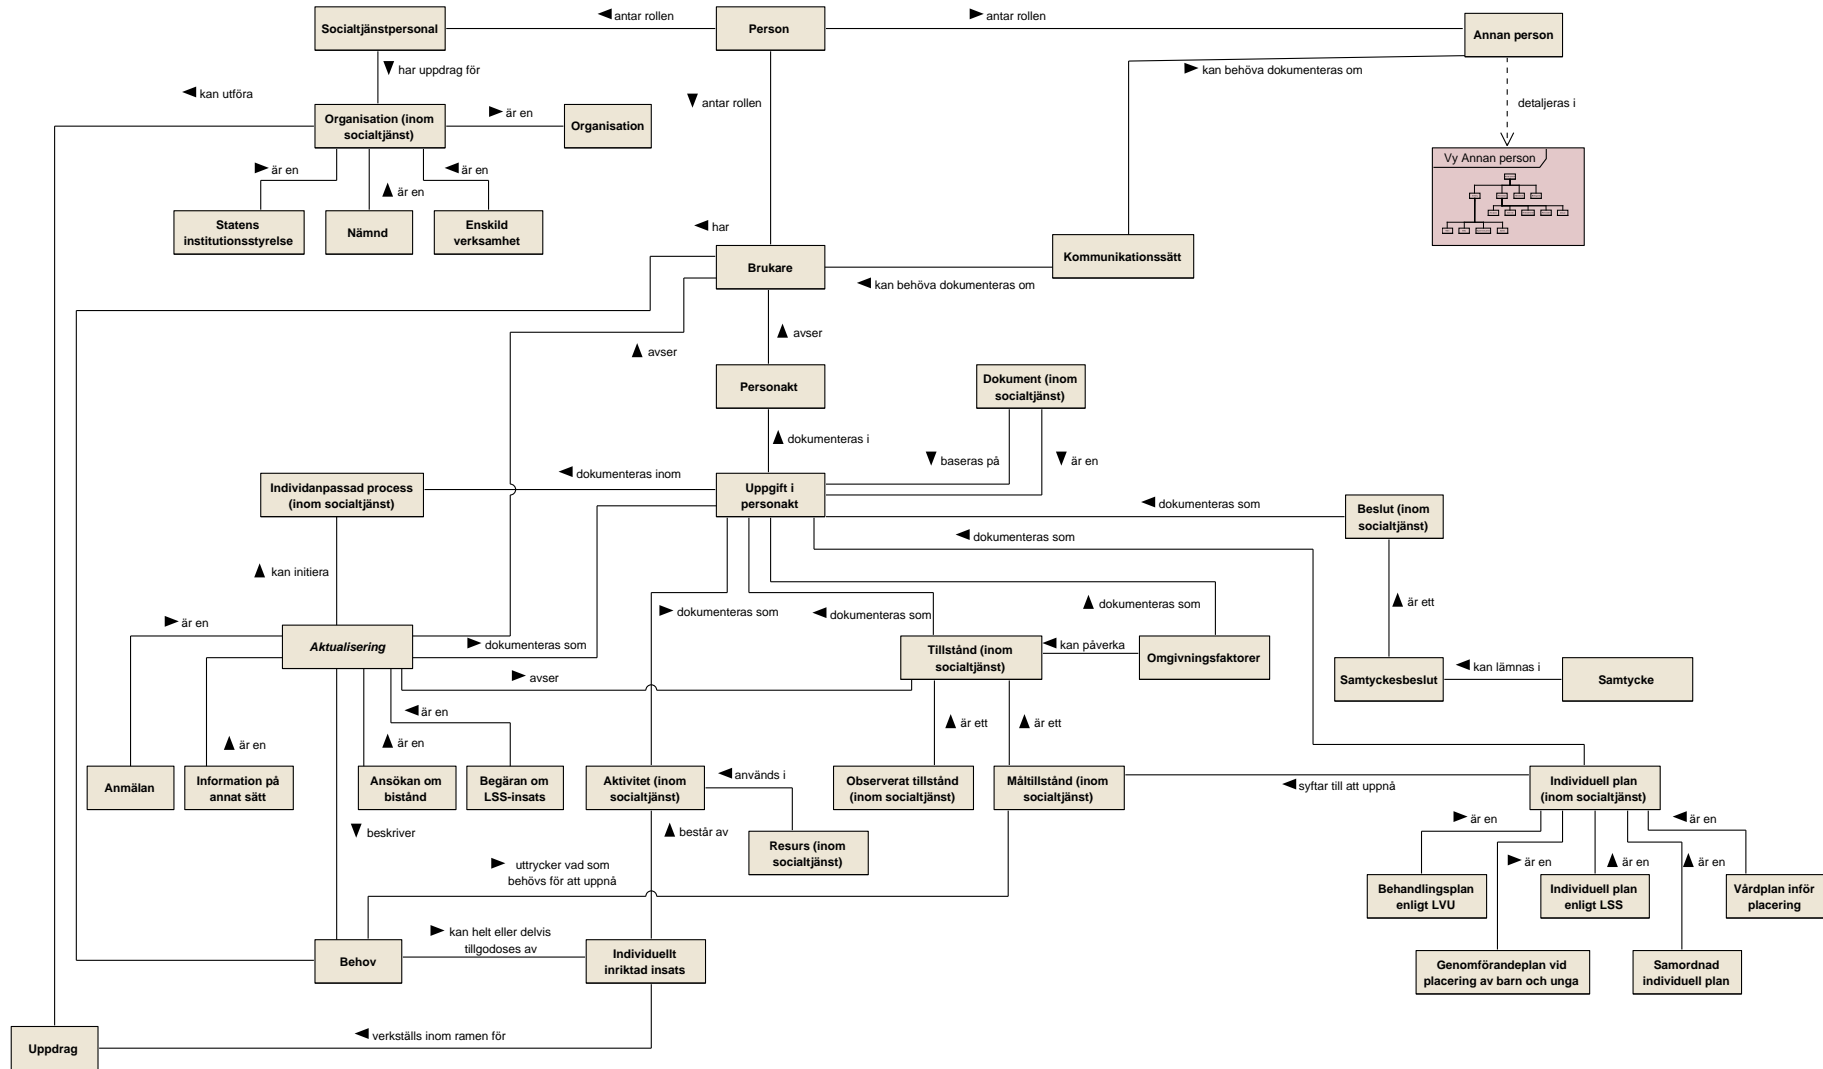 antar rollen
antar rollen
Socialtjänstpersonal
Person
Annan person
har uppdrag för
kan behöva dokumenteras om
kan utföra
antar rollen
detaljeras i
är en
Organisation (inom
socialtjänst)
Organisation
Vy Annan person
är en
är en
är en
Statens
institutionsstyrelse
Nämnd
Enskild
verksamhet
har
Brukare
Kommunikationssätt
kan behöva dokumenteras om
avser
avser
Personakt
Dokument (inom
socialtjänst)
dokumenteras i
baseras på
är en
dokumenteras inom
Individanpassad process
(inom socialtjänst)
Uppgift i
personakt
dokumenteras som
Beslut (inom
socialtjänst)
dokumenteras som
kan initiera
dokumenteras som
dokumenteras som
dokumenteras som
är ett
är en
Aktualisering
dokumenteras som
Tillstånd (inom
socialtjänst)
kan påverka
Omgivningsfaktorer
avser
Samtyckesbeslut
kan lämnas i
Samtycke
är en
är ett
är ett
är en
är en
Anmälan
Information på
annat sätt
Ansökan om
bistånd
Begäran om
LSS-insats
Aktivitet (inom
socialtjänst)
används i
Observerat tillstånd
(inom socialtjänst)
Måltillstånd (inom
socialtjänst)
syftar till att uppnå
Individuell plan
(inom socialtjänst)
beskriver
består av
Resurs (inom
socialtjänst)
är en
är en
är en
är en
är en
uttrycker vad som
behövs för att uppnå
Behandlingsplan
enligt LVU
Individuell plan
enligt LSS
Vårdplan inför
placering
kan helt eller delvis
tillgodoses av
Behov
Individuellt
inriktad insats
Genomförandeplan vid
placering av barn och unga
Samordnad
individuell plan
verkställs inom ramen för
Uppdrag